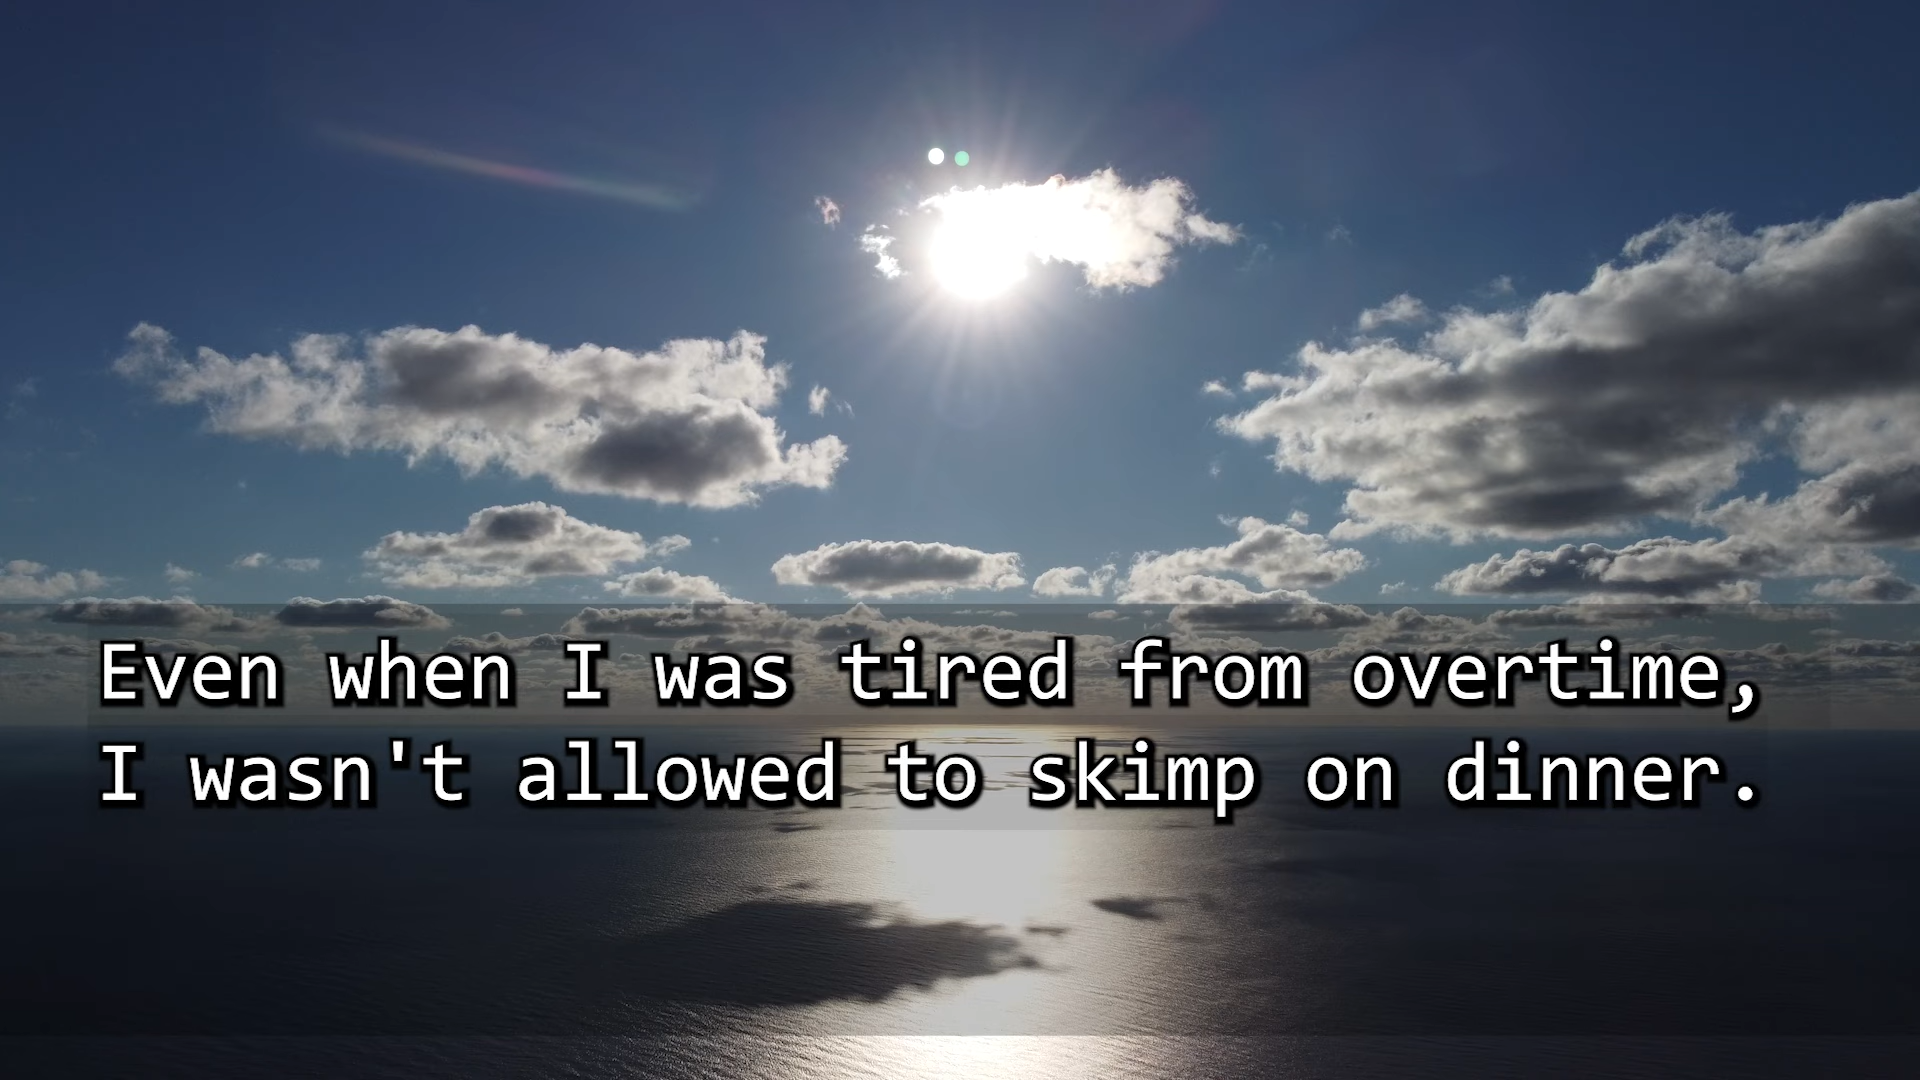 Even when I was tired from overtime,
I wasn't allowed to skimp on dinner.